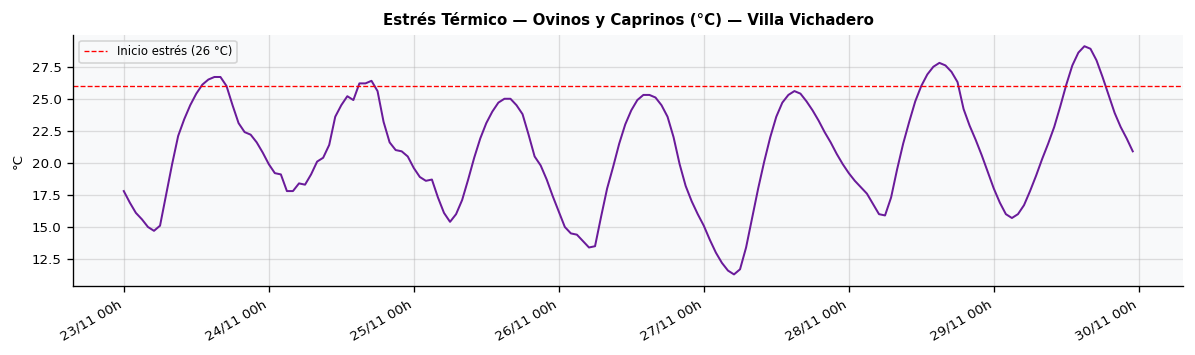 Estrés Térmico — Ovinos y Caprinos (°C) — Villa Vichadero
Inicio estrés (26 °C)
°C
27.5
25.0
22.5
20.0
17.5
15.0
12.5
23/11 00h
24/11 00h
25/11 00h
26/11 00h
27/11 00h
28/11 00h
29/11 00h
30/11 00h